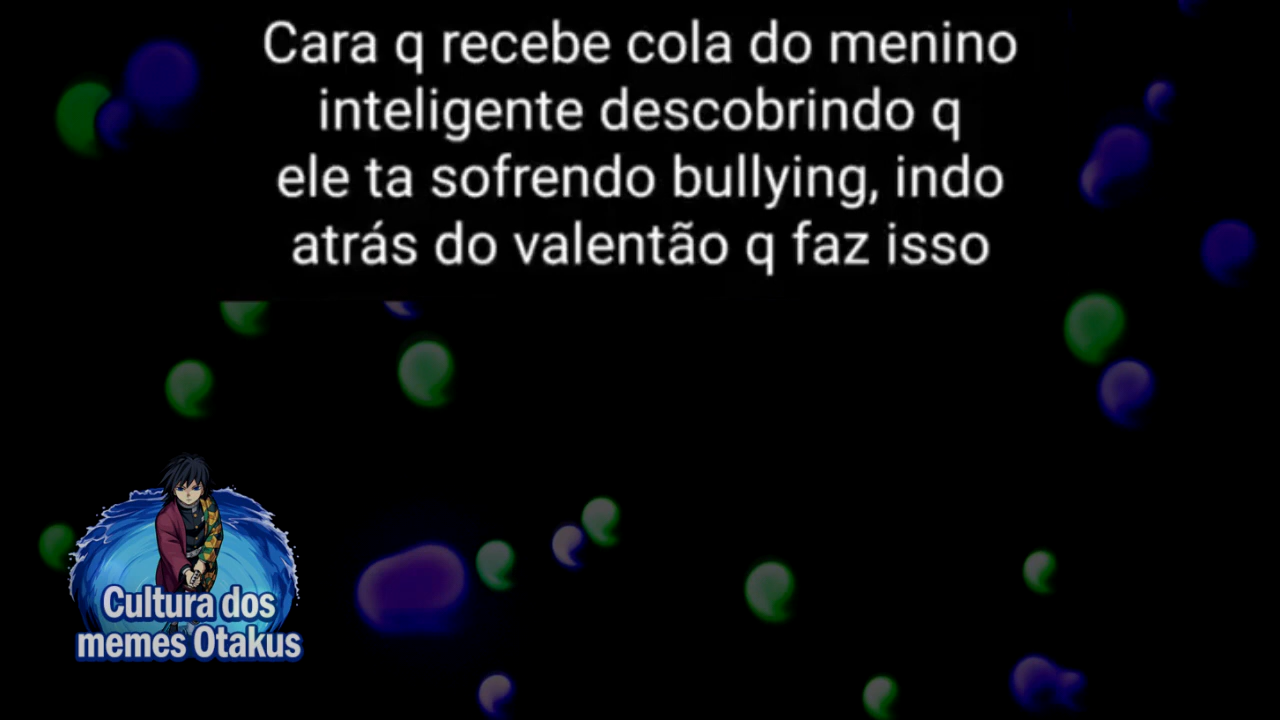 Cara q recebe cola do menino
inteligente descobrindo q
ele ta sofrendo bullying, indo
atrás do valentão q faz isso
Cultura dos
memes Otakus